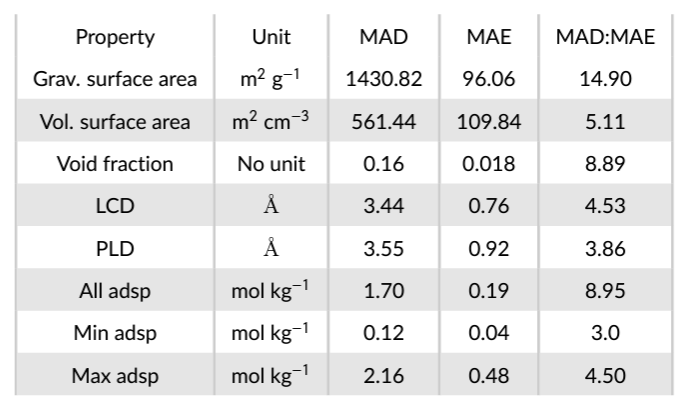 Property Unit MAD MAE MAD:MAE
Grav. surface area m² g⁻¹ 1430.82 96.06 14.90
Vol. surface area m² cm⁻³ 561.44 109.84 5.11
Void fraction No unit 0.16 0.018 8.89
LCD Å 3.44 0.76 4.53
PLD Å 3.55 0.92 3.86
All adsp mol kg⁻¹ 1.70 0.19 8.95
Min adsp mol kg⁻¹ 0.12 0.04 3.0
Max adsp mol kg⁻¹ 2.16 0.48 4.50